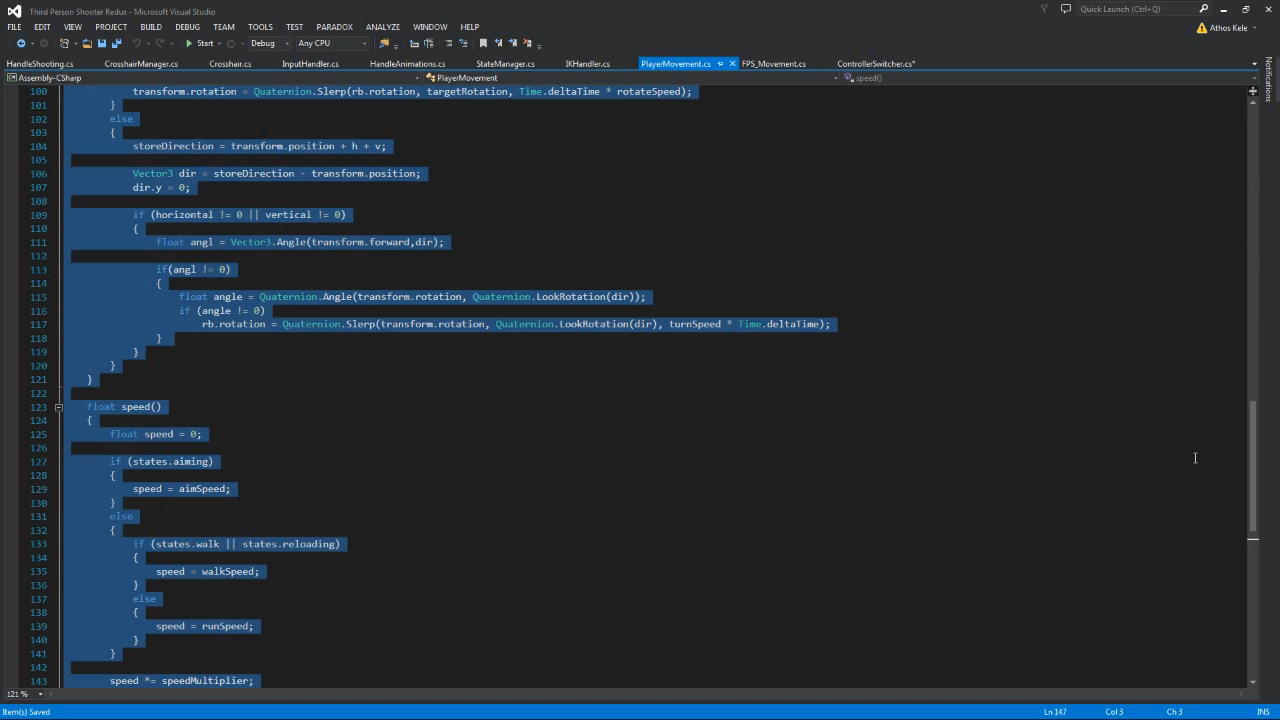 Third Person Shooter Redux - Microsoft Visual Studio
Quick Launch (Ctrl+Q)
FILE EDIT VIEW PROJECT BUILD DEBUG TEAM TOOLS TEST PARADOX ANALYZE WINDOW HELP
Athos Kele
Start Debug Any CPU
HandleShooting.cs CrosshairManager.cs Crosshair.cs InputHandler.cs HandleAnimations.cs StateManager.cs IKHandler.cs PlayerMovement.cs FPS_Movement.cs ControllerSwitcher.cs*
Assembly-CSharp PlayerMovement speed()
Notifications
100 transform.rotation = Quaternion.Slerp(rb.rotation, targetRotation, Time.deltaTime * rotateSpeed);
101 }
102 else
103 {
104 storeDirection = transform.position + h + v;
105
106 Vector3 dir = storeDirection - transform.position;
107 dir.y = 0;
108
109 if (horizontal != 0 || vertical != 0)
110 {
111 float angl = Vector3.Angle(transform.forward,dir);
112
113 if(angl != 0)
114 {
115 float angle = Quaternion.Angle(transform.rotation, Quaternion.LookRotation(dir));
116 if (angle != 0)
117 rb.rotation = Quaternion.Slerp(transform.rotation, Quaternion.LookRotation(dir), turnSpeed * Time.deltaTime);
118 }
119 }
120 }
121 }
122
123 float speed()
124 {
125 float speed = 0;
126
127 if (states.aiming)
128 {
129 speed = aimSpeed;
130 }
131 else
132 {
133 if (states.walk || states.reloading)
134 {
135 speed = walkSpeed;
136 }
137 else
138 {
139 speed = runSpeed;
140 }
141 }
142
143 speed *= speedMultiplier;
121 %
Item(s) Saved Ln 147 Col 3 Ch 3 INS